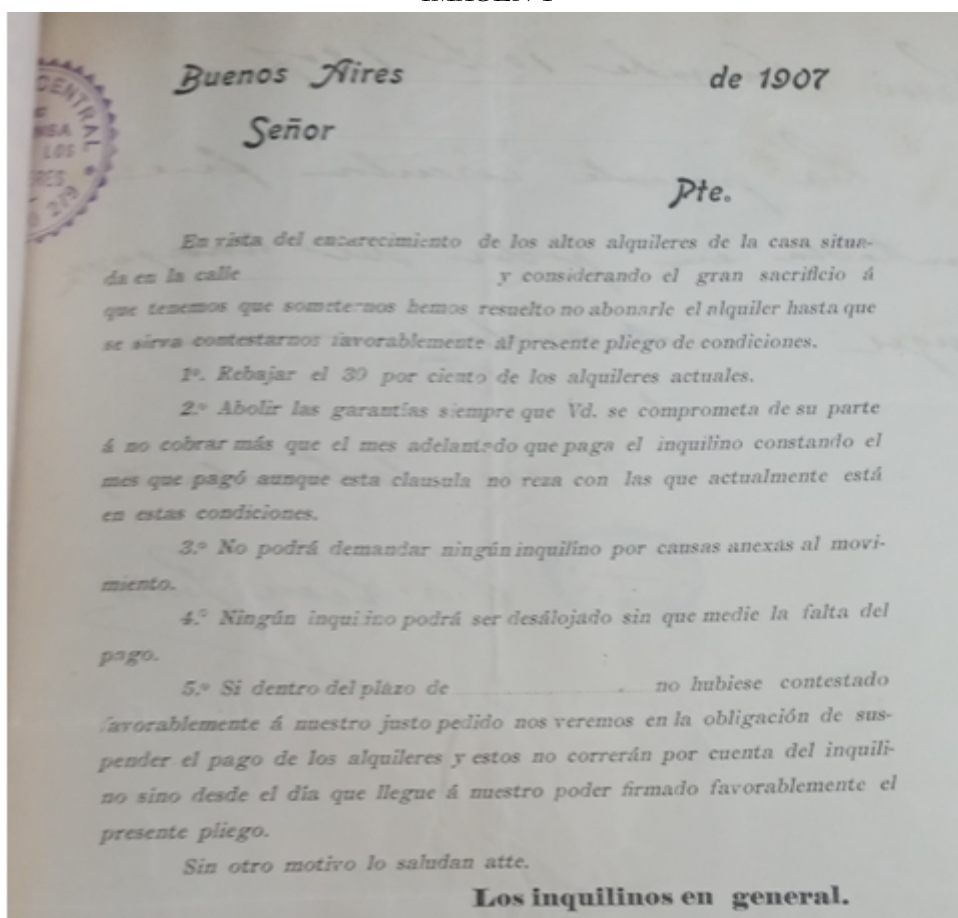 Buenos Aires de 1907
Señor
Pte.
En vista del encarecimiento de los altos alquileres de la casa situa-
da en la calle y considerando el gran sacrificio á
que tenemos que someternos hemos resuelto no abonarle el alquiler hasta que
se sirva contestarnos favorablemente ál presente pliego de condiciones.
1º. Rebajar el 30 por ciento de los alquileres actuales.
2.º Abolir las garantías siempre que Vd. se comprometa de su parte
á no cobrar más que el mes adelantado que paga el inquilino constando el
mes que pagó aunque esta clausula no reza con las que actualmente está
en estas condiciones.
3.º No podrá demandar ningún inquilino por causas anexas al movi-
miento.
4.º Ningún inquilino podrá ser desálojado sin que medie la falta del
pago.
5.º Si dentro del plazo de no hubiese contestado
favorablemente á nuestro justo pedido nos veremos en la obligación de sus-
pender el pago de los alquileres y estos no correrán por cuenta del inquili-
no sino desde el día que llegue á nuestro poder firmado favorablemente el
presente pliego.
Sin otro motivo lo saludan atte.
Los inquilinos en general.
CENTRAL
LOS
279